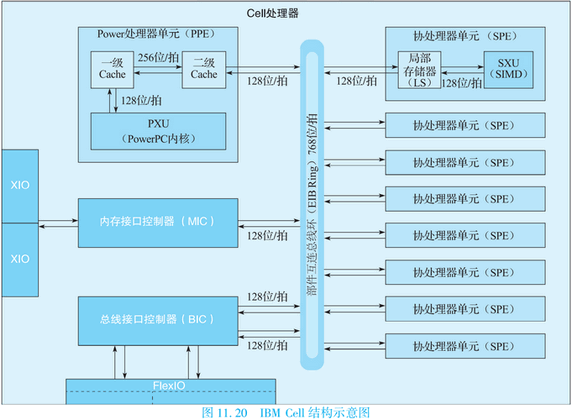 Cell处理器
Power处理器单元（PPE）
一级
Cache
256位/拍
二级
Cache
128位/拍
PXU
（PowerPC内核）
128位/拍
部件互连总线环（EIB Ring）768位/拍
128位/拍
协处理器单元（SPE）
局部
存储器
（LS）
128位/拍
SXU
（SIMD）
协处理器单元（SPE）
协处理器单元（SPE）
协处理器单元（SPE）
协处理器单元（SPE）
协处理器单元（SPE）
协处理器单元（SPE）
协处理器单元（SPE）
XIO
XIO
内存接口控制器（MIC）
128位/拍
总线接口控制器（BIC）
128位/拍
128位/拍
FlexIO
图 11.20 IBM Cell 结构示意图